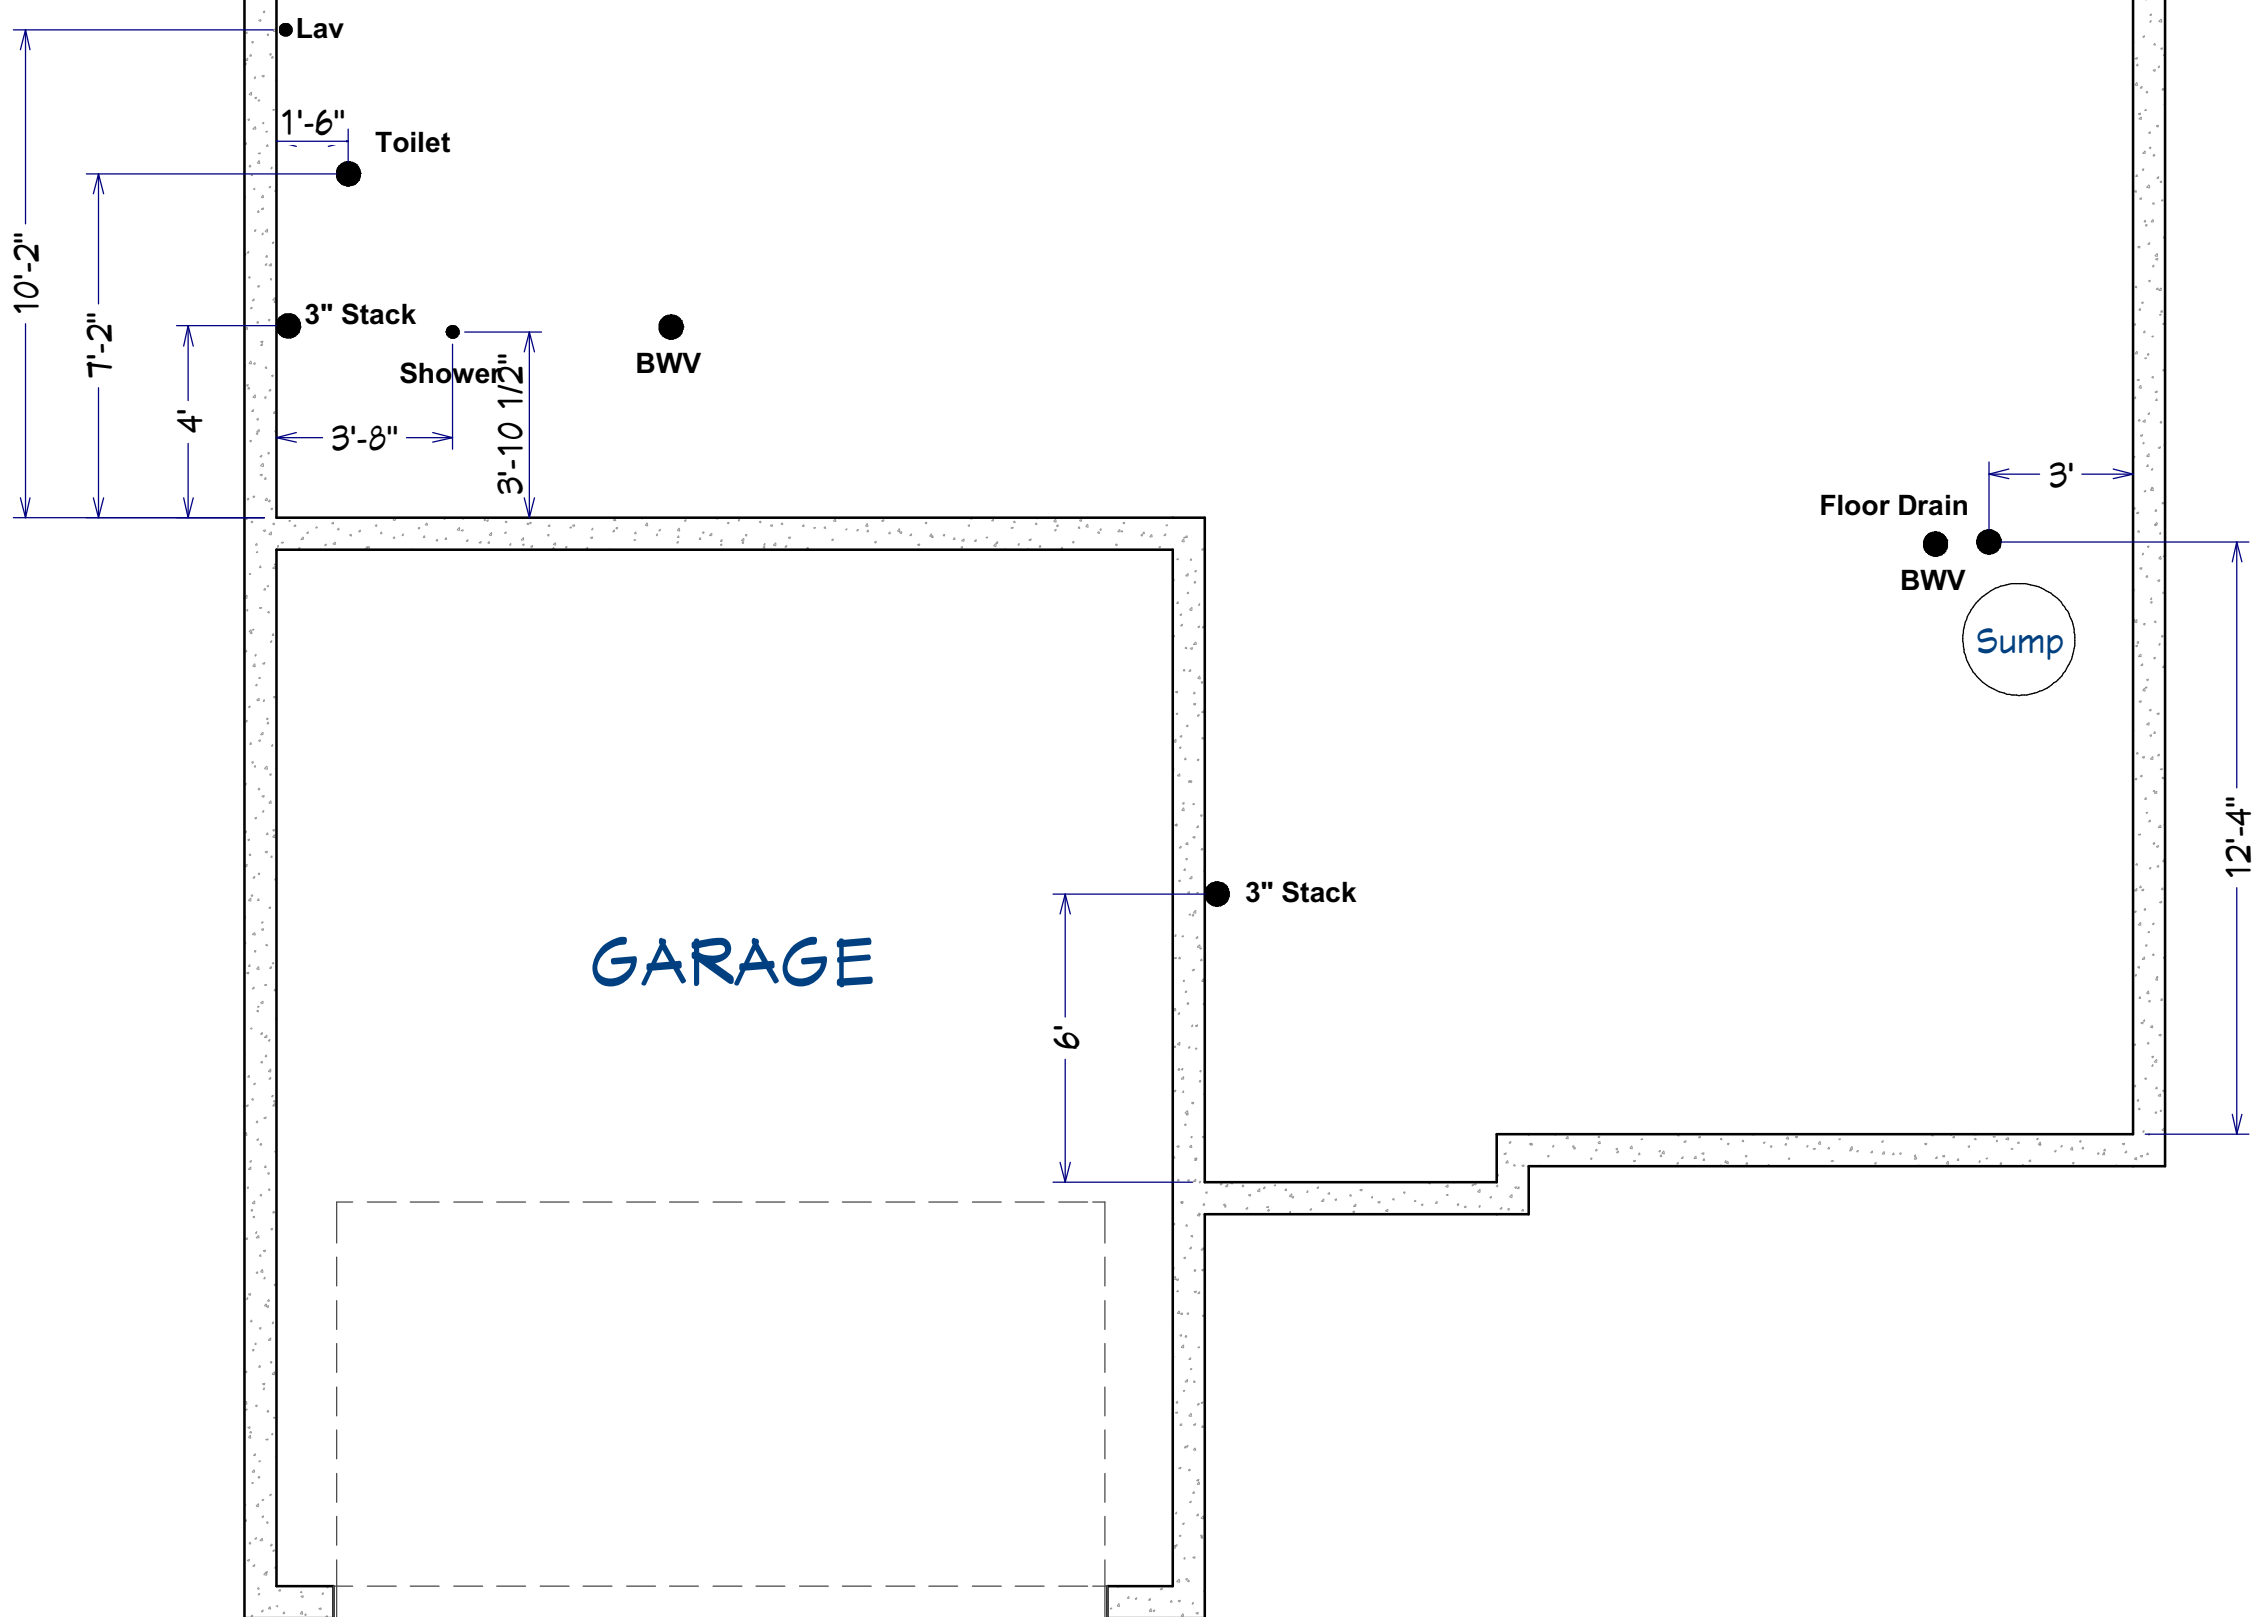 Lav
1'-6"
Toilet
10'-2"
7'-2"
3" Stack
4'
Shower
3'-8"
3'-10 1/2"
BWV
3'
Floor Drain
BWV
Sump
12'-4"
3" Stack
GARAGE
6'